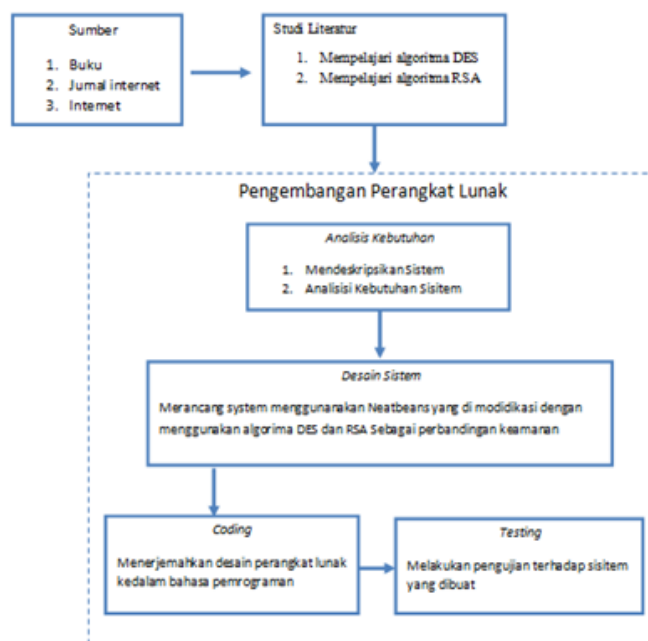 Sumber
1. Buku
2. Jurnal internet
3. Internet
Studi Literatur
1. Mempelajari algoritma DES
2. Mempelajari algoritma RSA
Pengembangan Perangkat Lunak
Analisis Kebutuhan
1. Mendeskripsikan Sistem
2. Analisisi Kebutuhan Sisitem
Desain Sistem
Merancang system menggunanakan Neatbeans yang di modidikasi dengan
menggunakan algorima DES dan RSA Sebagai perbandingan keamanan
Coding
Menerjemahkan desain perangkat lunak
kedalam bahasa pemrograman
Testing
Melakukan pengujian terhadap sisitem
yang dibuat